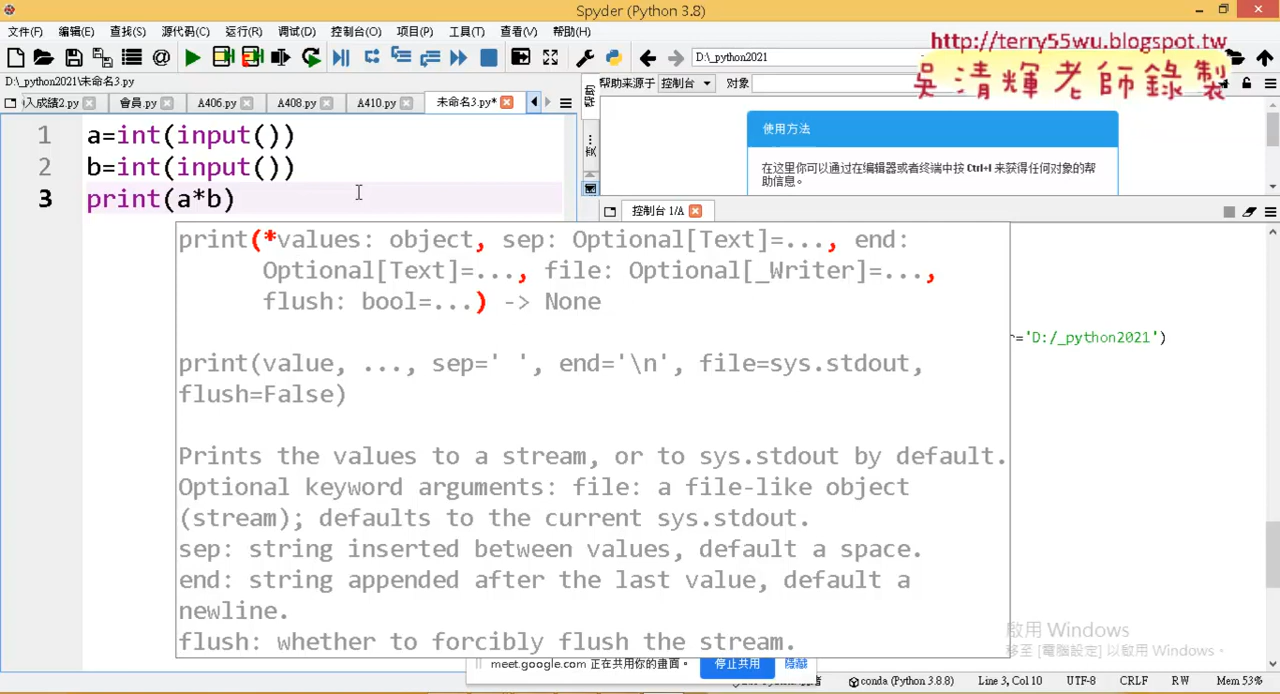 Spyder (Python 3.8)
文件(F) 编辑(E) 查找(S) 源代码(C) 运行(R) 调试(D) 控制台(O) 项目(P) 工具(T) 查看(V) 帮助(H)
http://terry55wu.blogspot.tw
吳清輝老師錄製
D:\_python2021
D:\_python2021\未命名3.py
帮助来源于 控制台 对象
入成績2.py 會員.py A406.py A408.py A410.py 未命名3.py*
使用方法
在这里你可以通过在编辑器或者终端中按 Ctrl+I 来获得任何对象的帮
助信息。
1 a=int(input())
2 b=int(input())
3 print(a*b)
控制台 1/A
print(*values: object, sep: Optional[Text]=..., end:
Optional[Text]=..., file: Optional[_Writer]=...,
flush: bool=...) -> None
r='D:/_python2021')
print(value, ..., sep=' ', end='\n', file=sys.stdout,
flush=False)
Prints the values to a stream, or to sys.stdout by default.
Optional keyword arguments: file: a file-like object
(stream); defaults to the current sys.stdout.
sep: string inserted between values, default a space.
end: string appended after the last value, default a
newline.
flush: whether to forcibly flush the stream.
啟用 Windows
移至 [電腦設定] 以啟用 Windows。
meet.google.com 正在共用你的畫面。 停止共用 隱藏
conda (Python 3.8.8) Line 3, Col 10 UTF-8 CRLF RW Mem 53%